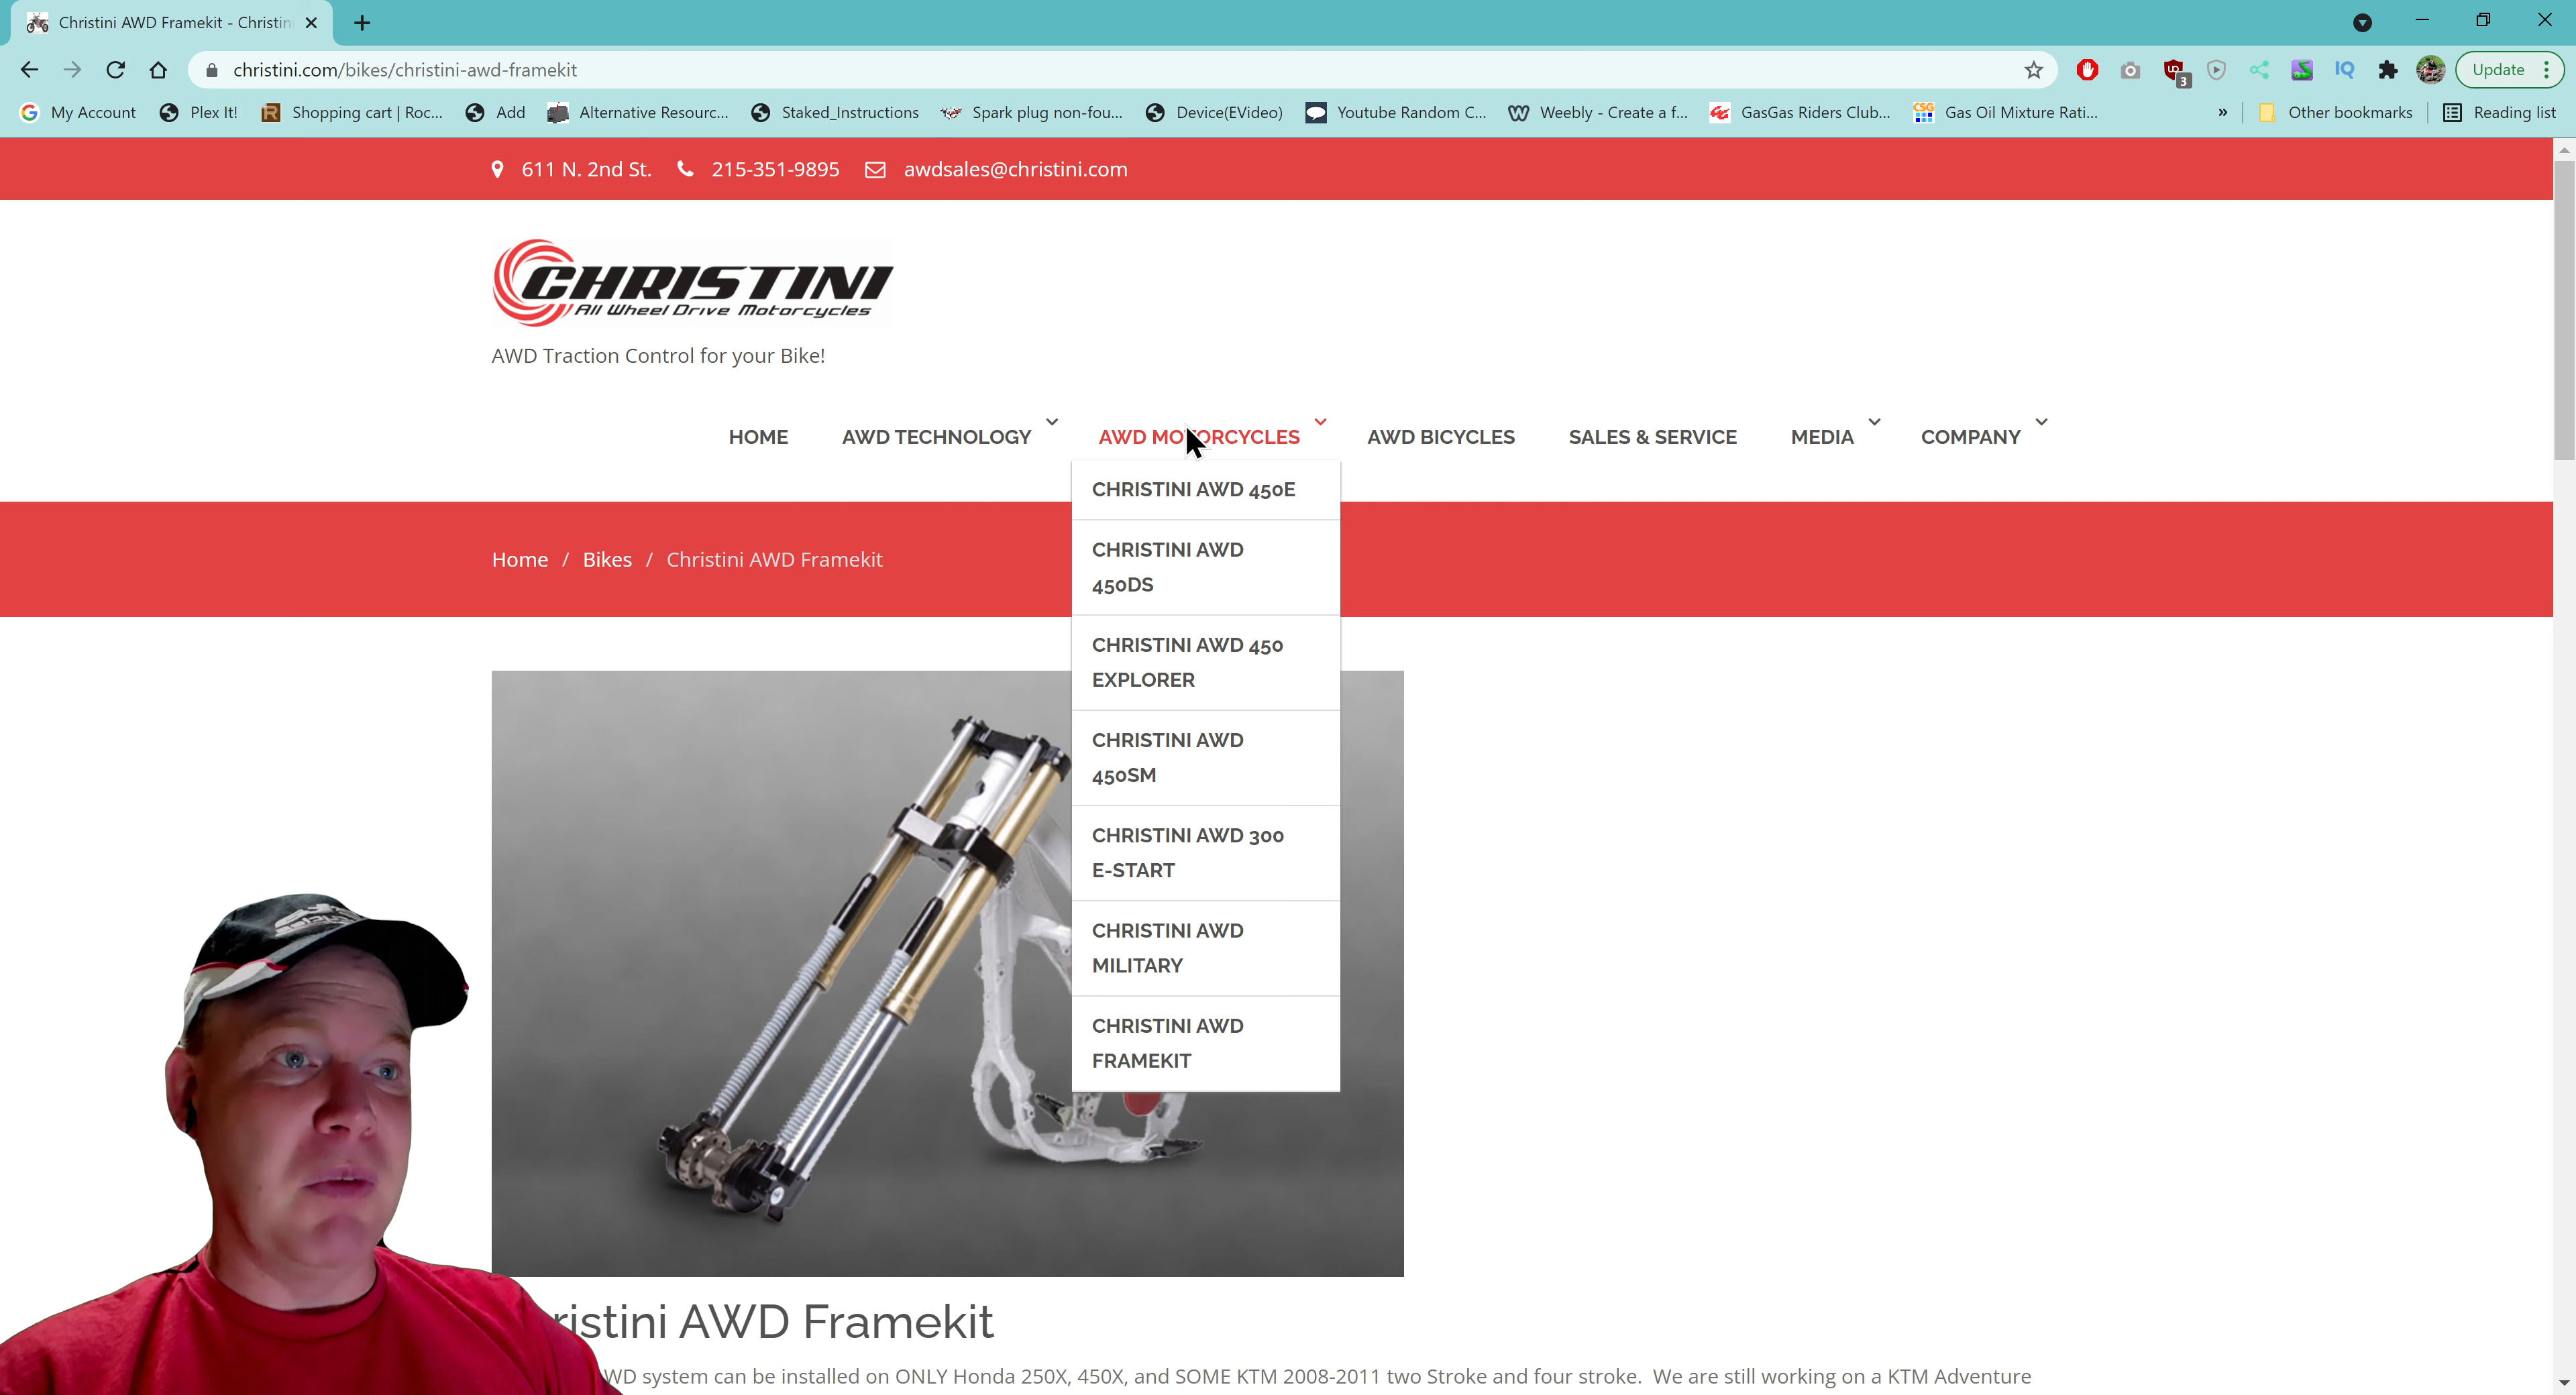 Christini AWD Framekit - Christin
christini.com/bikes/christini-awd-framekit
3
IQ
Update
My Account
Plex It!
Shopping cart | Roc...
Add
Alternative Resourc...
Staked_Instructions
Spark plug non-fou...
Device(EVideo)
Youtube Random C...
Weebly - Create a f...
GasGas Riders Club...
CSG
Gas Oil Mixture Rati...
»
Other bookmarks
Reading list
611 N. 2nd St.
215-351-9895
awdsales@christini.com
CHRISTINI
All Wheel Drive Motorcycles
AWD Traction Control for your Bike!
HOME
AWD TECHNOLOGY
AWD MOTORCYCLES
AWD BICYCLES
SALES & SERVICE
MEDIA
COMPANY
CHRISTINI AWD 450E
CHRISTINI AWD
450DS
CHRISTINI AWD 450
EXPLORER
CHRISTINI AWD
450SM
CHRISTINI AWD 300
E-START
CHRISTINI AWD
MILITARY
CHRISTINI AWD
FRAMEKIT
Home / Bikes / Christini AWD Framekit
ristini AWD Framekit
WD system can be installed on ONLY Honda 250X, 450X, and SOME KTM 2008-2011 two Stroke and four stroke. We are still working on a KTM Adventure